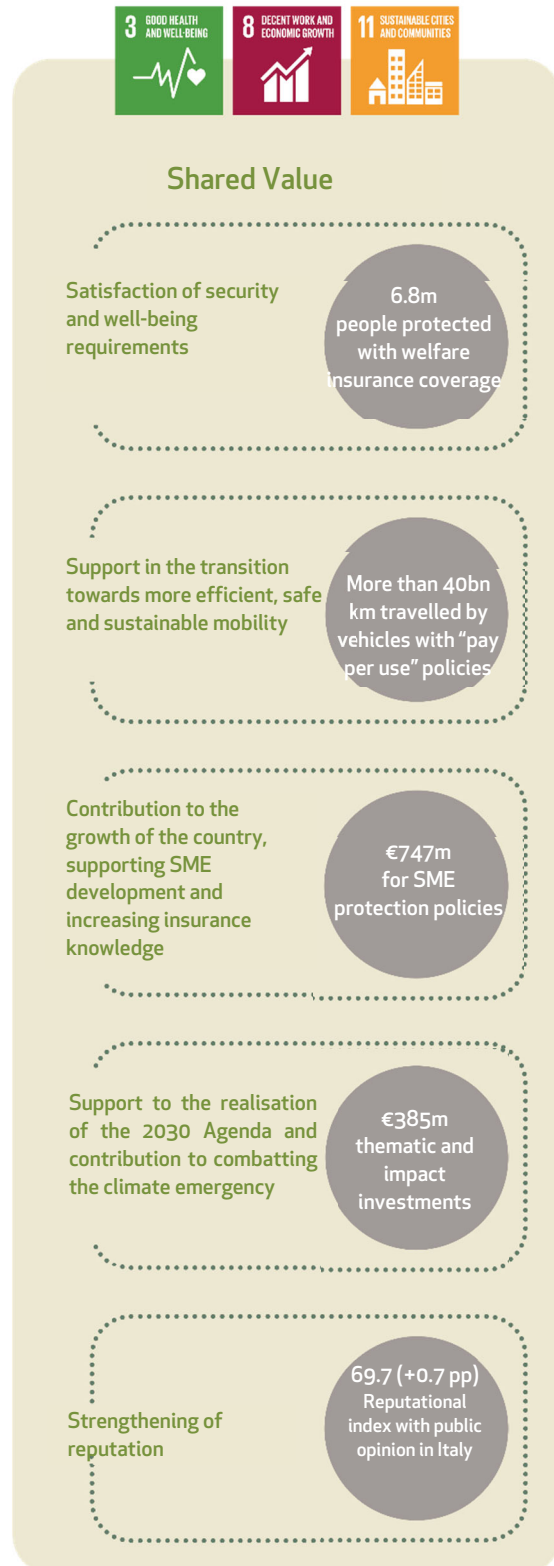 3 GOOD HEALTH
AND WELL-BEING
8 DECENT WORK AND
ECONOMIC GROWTH
11 SUSTAINABLE CITIES
AND COMMUNITIES
Shared Value
Satisfaction of security
and well-being
requirements
6.8m
people protected
with welfare
insurance coverage
Support in the transition
towards more efficient, safe
and sustainable mobility
More than 40bn
km travelled by
vehicles with “pay
per use” policies
Contribution to the
growth of the country,
supporting SME
development and
increasing insurance
knowledge
€747m
for SME
protection policies
Support to the realisation
of the 2030 Agenda and
contribution to combatting
the climate emergency
€385m
thematic and
impact
investments
Strengthening of
reputation
69.7 (+0.7 pp)
Reputational
index with public
opinion in Italy